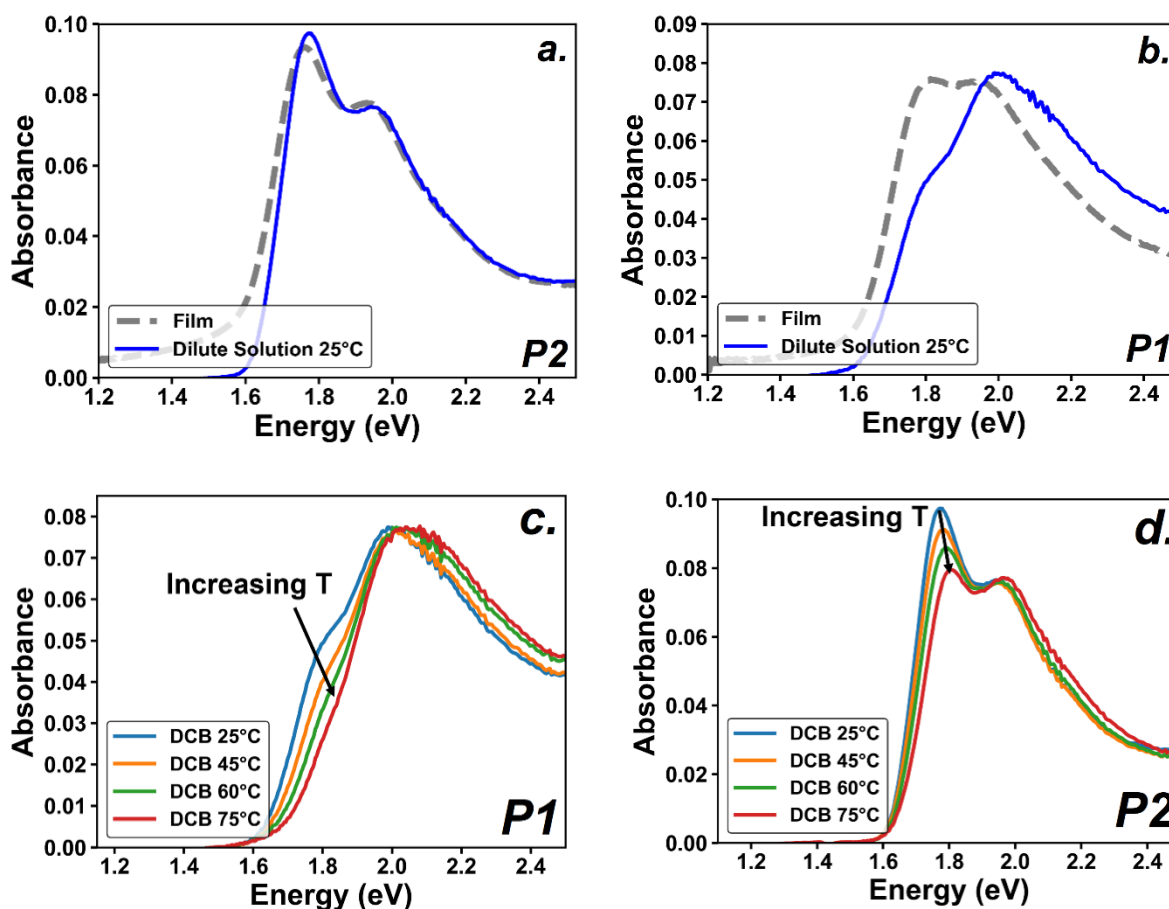 a.
0.10
0.08
0.06
0.04
0.02
0.00
Absorbance
Film
Dilute Solution 25°C
P2
1.2 1.4 1.6 1.8 2.0 2.2 2.4
Energy (eV)
b.
0.09
0.08
0.07
0.06
0.05
0.04
0.03
0.02
0.01
0.00
Absorbance
Film
Dilute Solution 25°C
P1
1.2 1.4 1.6 1.8 2.0 2.2 2.4
Energy (eV)
c.
0.08
0.07
0.06
0.05
0.04
0.03
0.02
0.01
0.00
Absorbance
Increasing T
DCB 25°C
DCB 45°C
DCB 60°C
DCB 75°C
P1
1.2 1.4 1.6 1.8 2.0 2.2 2.4
Energy (eV)
d.
0.10
0.08
0.06
0.04
0.02
0.00
Absorbance
Increasing T
DCB 25°C
DCB 45°C
DCB 60°C
DCB 75°C
P2
1.2 1.4 1.6 1.8 2.0 2.2 2.4
Energy (eV)